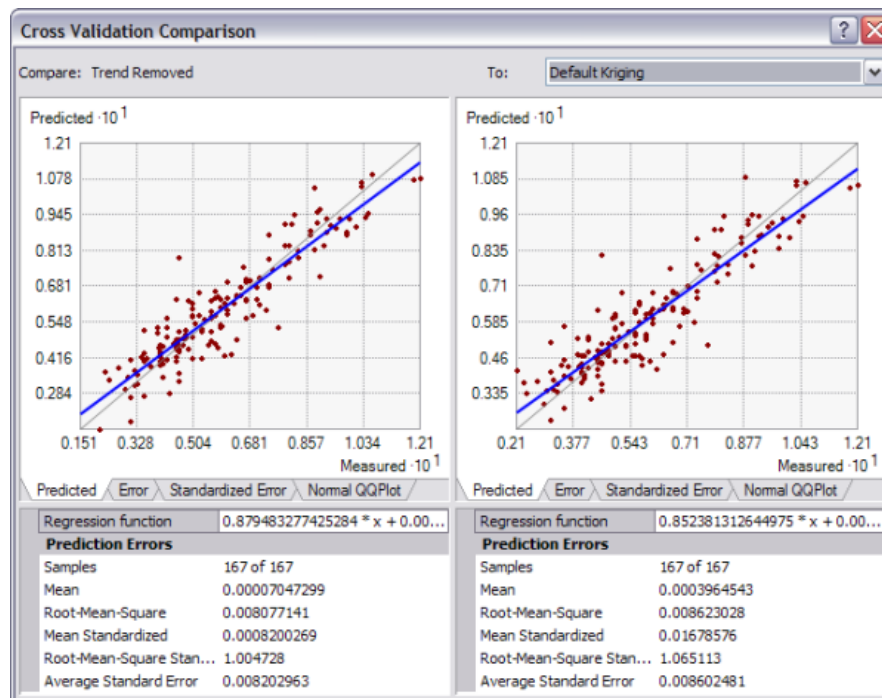 Cross Validation Comparison
Compare: Trend Removed
To: Default Kriging
Predicted ·10 1
1.21
1.078
0.945
0.813
0.681
0.548
0.416
0.284
0.151 0.328 0.504 0.681 0.857 1.034 1.21
Measured ·10 1
Predicted Error Standardized Error Normal QQPlot
Regression function 0.879483277425284 * x + 0.00...
Prediction Errors
Samples 167 of 167
Mean 0.00007047299
Root-Mean-Square 0.008077141
Mean Standardized 0.0008200269
Root-Mean-Square Stan... 1.004728
Average Standard Error 0.008202963
Predicted ·10 1
1.21
1.085
0.96
0.835
0.71
0.585
0.46
0.335
0.21 0.377 0.543 0.71 0.877 1.043 1.21
Measured ·10 1
Predicted Error Standardized Error Normal QQPlot
Regression function 0.852381312644975 * x + 0.00...
Prediction Errors
Samples 167 of 167
Mean 0.0003964543
Root-Mean-Square 0.008623028
Mean Standardized 0.01678576
Root-Mean-Square Stan... 1.065113
Average Standard Error 0.008602481